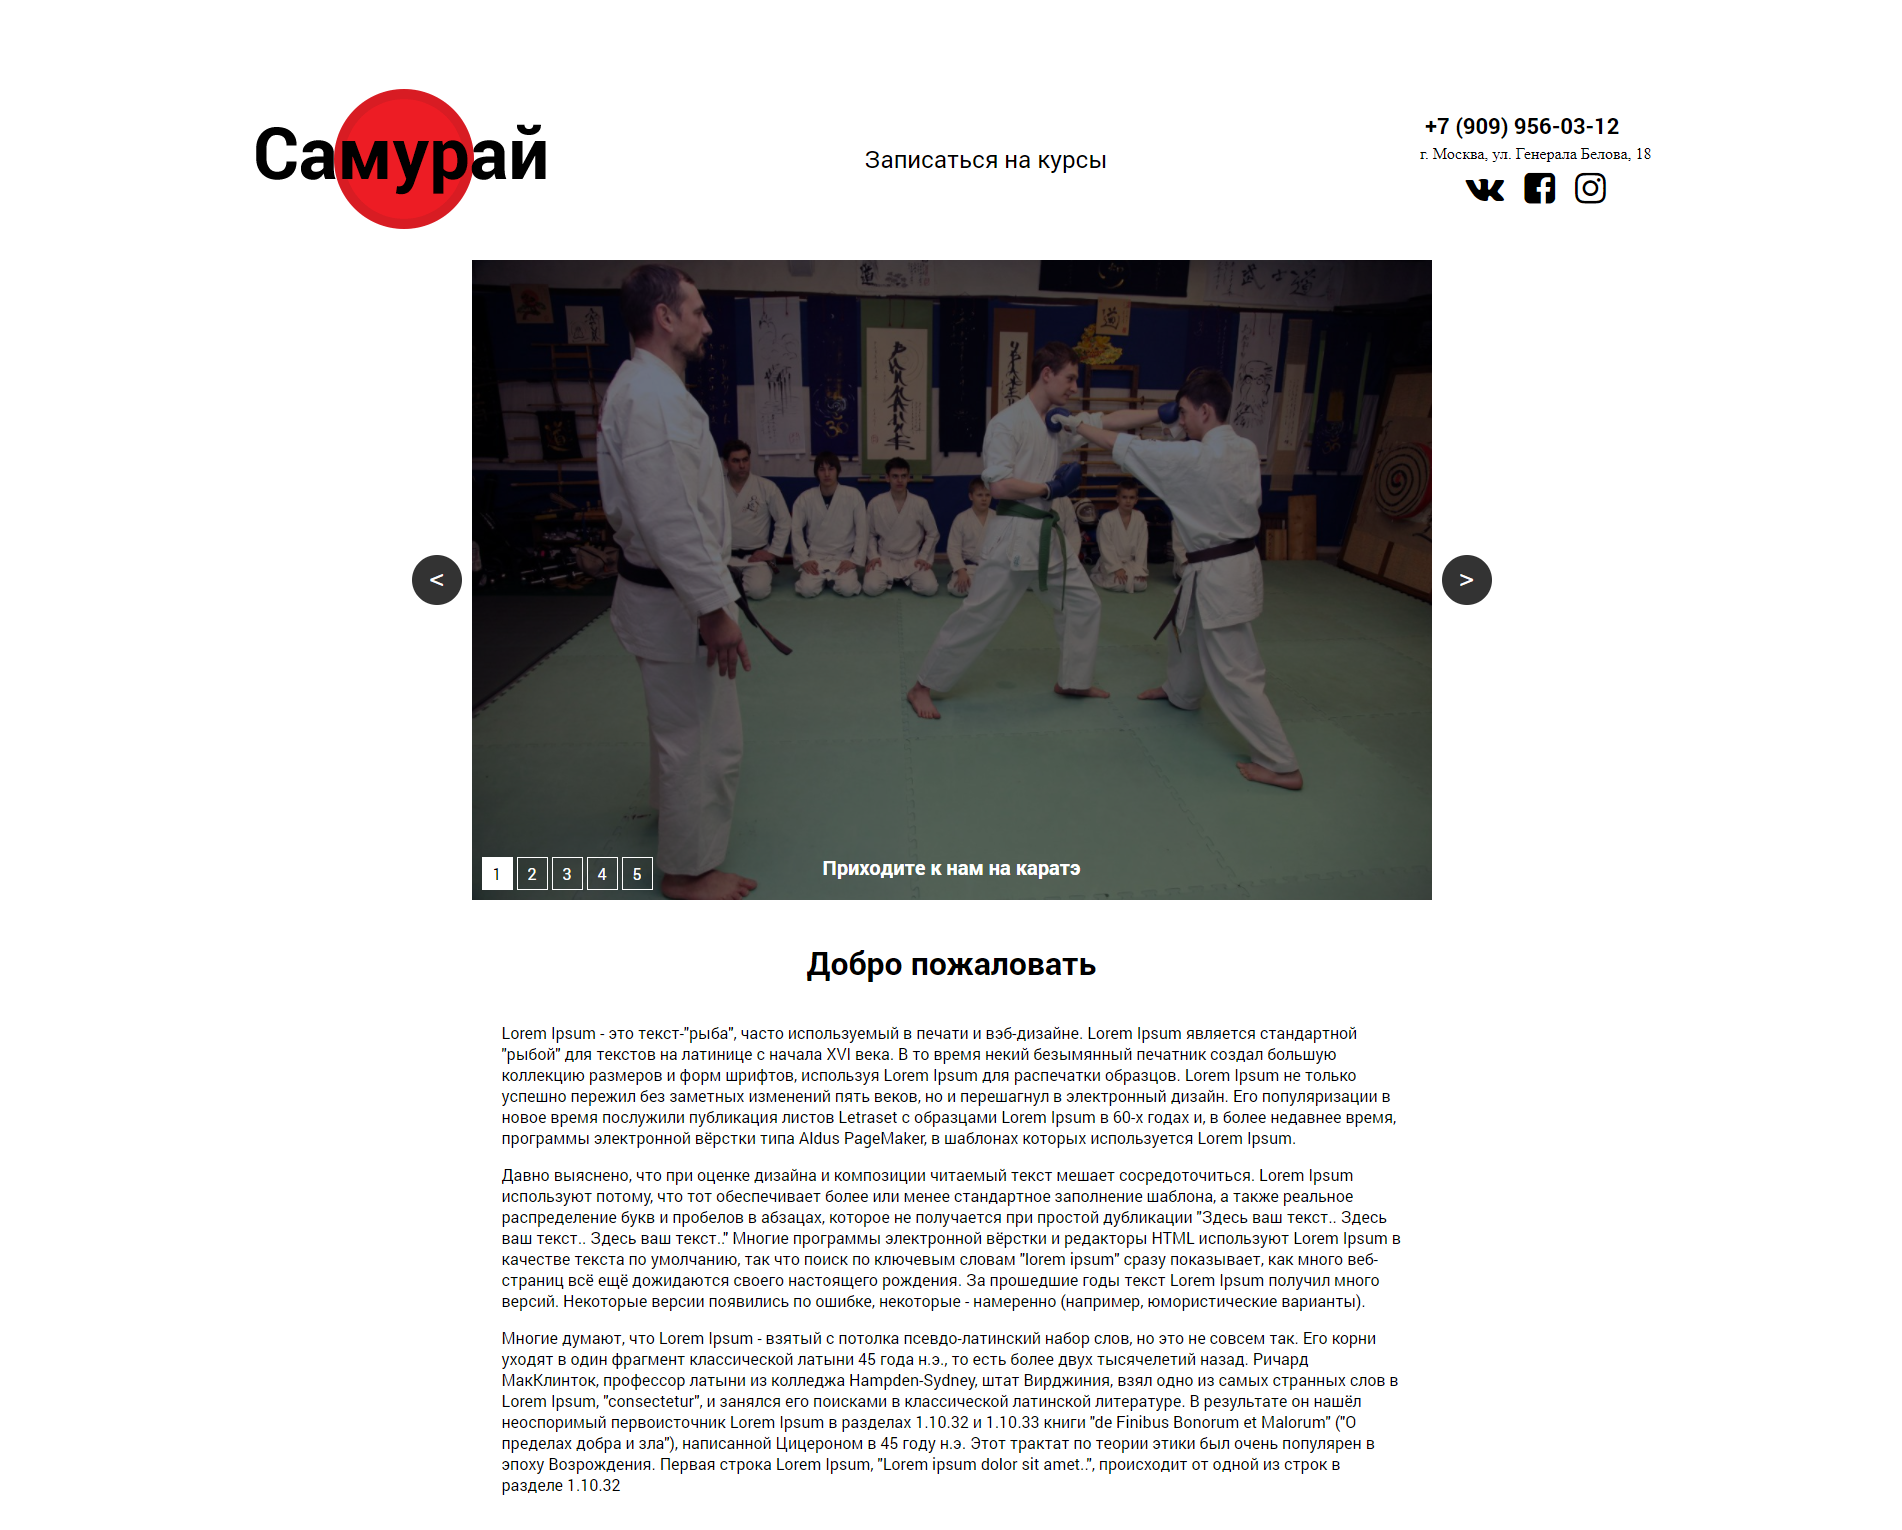 Самурай
Записаться на курсы
+7 (909) 956-03-12
г. Москва, ул. Генерала Белова, 18
<
>
1 2 3 4 5
Приходите к нам на каратэ
Добро пожаловать
Lorem Ipsum - это текст-"рыба", часто используемый в печати и вэб-дизайне. Lorem Ipsum является стандартной
"рыбой" для текстов на латинице с начала XVI века. В то время некий безымянный печатник создал большую
коллекцию размеров и форм шрифтов, используя Lorem Ipsum для распечатки образцов. Lorem Ipsum не только
успешно пережил без заметных изменений пять веков, но и перешагнул в электронный дизайн. Его популяризации в
новое время послужили публикация листов Letraset с образцами Lorem Ipsum в 60-х годах и, в более недавнее время,
программы электронной вёрстки типа Aldus PageMaker, в шаблонах которых используется Lorem Ipsum.
Давно выяснено, что при оценке дизайна и композиции читаемый текст мешает сосредоточиться. Lorem Ipsum
используют потому, что тот обеспечивает более или менее стандартное заполнение шаблона, а также реальное
распределение букв и пробелов в абзацах, которое не получается при простой дубликации "Здесь ваш текст.. Здесь
ваш текст.. Здесь ваш текст.." Многие программы электронной вёрстки и редакторы HTML используют Lorem Ipsum в
качестве текста по умолчанию, так что поиск по ключевым словам "lorem ipsum" сразу показывает, как много веб-
страниц всё ещё дожидаются своего настоящего рождения. За прошедшие годы текст Lorem Ipsum получил много
версий. Некоторые версии появились по ошибке, некоторые - намеренно (например, юмористические варианты).
Многие думают, что Lorem Ipsum - взятый с потолка псевдо-латинский набор слов, но это не совсем так. Его корни
уходят в один фрагмент классической латыни 45 года н.э., то есть более двух тысячелетий назад. Ричард
МакКлинток, профессор латыни из колледжа Hampden-Sydney, штат Вирджиния, взял одно из самых странных слов в
Lorem Ipsum, "consectetur", и занялся его поисками в классической латинской литературе. В результате он нашёл
неоспоримый первоисточник Lorem Ipsum в разделах 1.10.32 и 1.10.33 книги "de Finibus Bonorum et Malorum" ("О
пределах добра и зла"), написанной Цицероном в 45 году н.э. Этот трактат по теории этики был очень популярен в
эпоху Возрождения. Первая строка Lorem Ipsum, "Lorem ipsum dolor sit amet..", происходит от одной из строк в
разделе 1.10.32